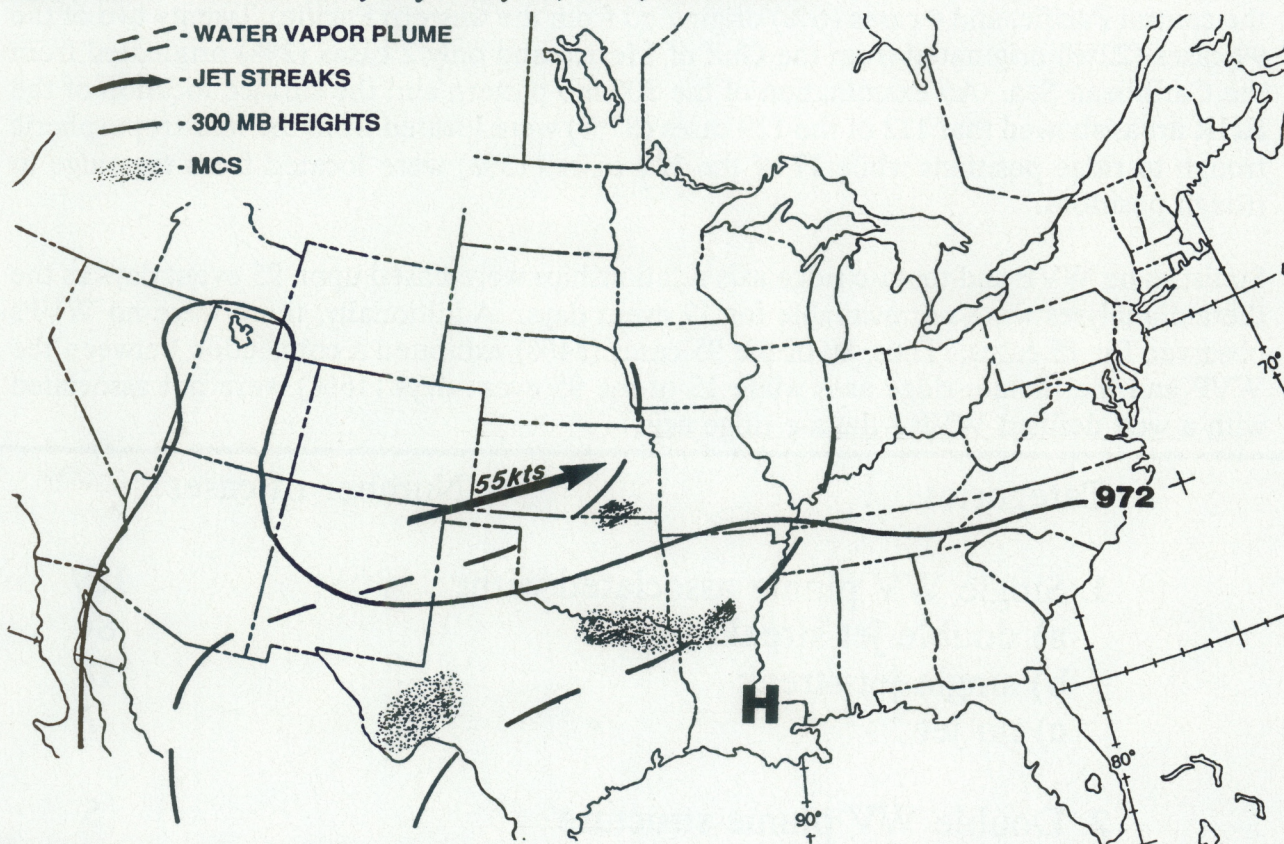 - WATER VAPOR PLUME
- JET STREAKS
- 300 MB HEIGHTS
MCS
55kts
972
H
70°
80°
90°